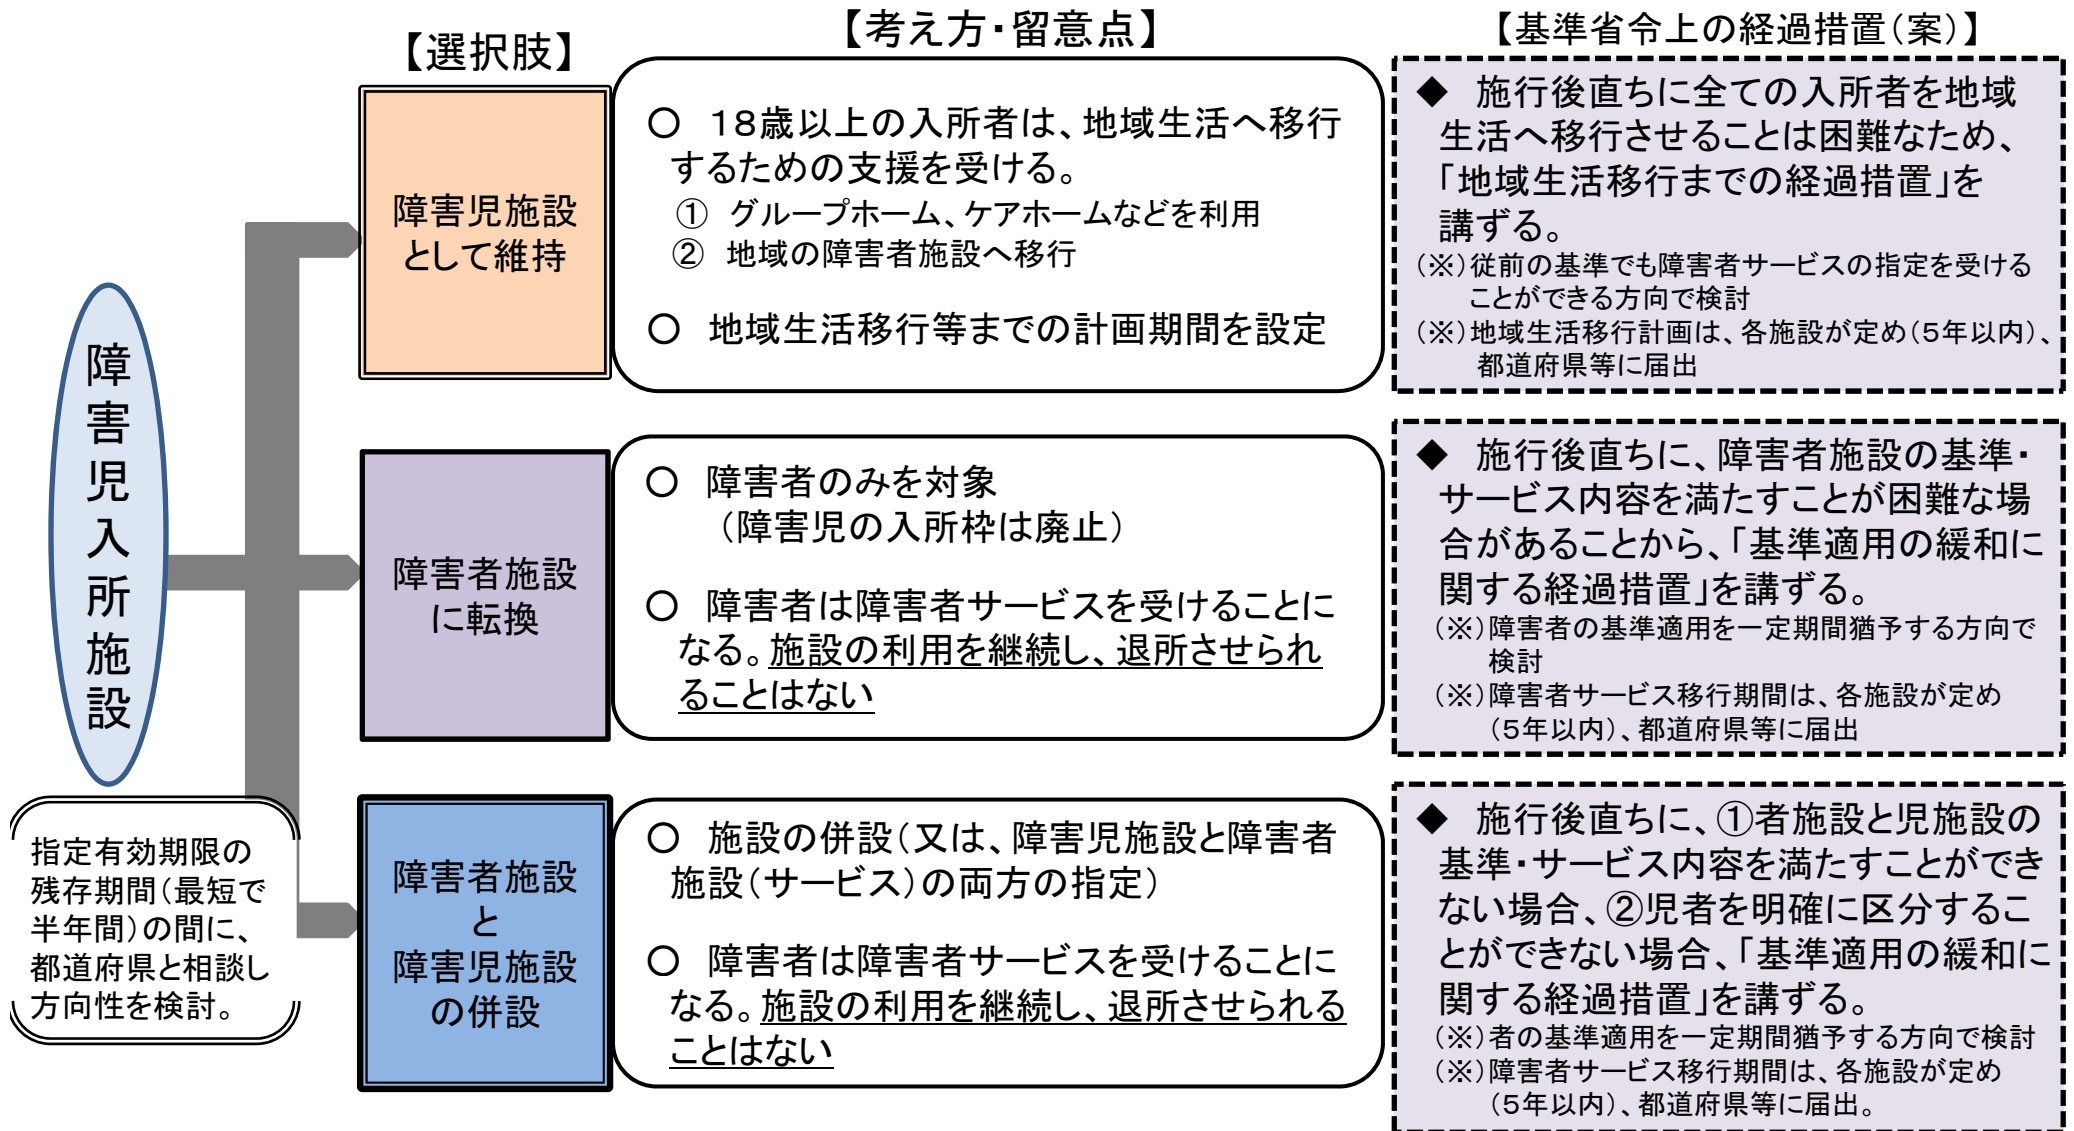 【選択肢】
【考え方・留意点】
【基準省令上の経過措置（案）】
障害児入所施設
指定有効期限の
残存期間（最短で
半年間）の間に、
都道府県と相談し
方向性を検討。
障害児施設
として維持
○　18歳以上の入所者は、地域生活へ移行
するための支援を受ける。
①　グループホーム、ケアホームなどを利用
②　地域の障害者施設へ移行
○　地域生活移行等までの計画期間を設定
◆　施行後直ちに全ての入所者を地域
生活へ移行させることは困難なため、
「地域生活移行までの経過措置」を
講ずる。
（※）従前の基準でも障害者サービスの指定を受ける
ことができる方向で検討
（※）地域生活移行計画は、各施設が定め（5年以内）、
都道府県等に届出
障害者施設
に転換
○　障害者のみを対象
（障害児の入所枠は廃止）
○　障害者は障害者サービスを受けることに
なる。施設の利用を継続し、退所させられ
ることはない
◆　施行後直ちに、障害者施設の基準・
サービス内容を満たすことが困難な場
合があることから、「基準適用の緩和に
関する経過措置」を講ずる。
（※）障害者の基準適用を一定期間猶予する方向で
検討
（※）障害者サービス移行期間は、各施設が定め
（5年以内）、都道府県等に届出
障害者施設
と
障害児施設
の併設
○　施設の併設（又は、障害児施設と障害者
施設（サービス）の両方の指定）
○　障害者は障害者サービスを受けることに
なる。施設の利用を継続し、退所させられる
ことはない
◆　施行後直ちに、①者施設と児施設の
基準・サービス内容を満たすことができ
ない場合、②児者を明確に区分するこ
とができない場合、「基準適用の緩和に
関する経過措置」を講ずる。
（※）者の基準適用を一定期間猶予する方向で検討
（※）障害者サービス移行期間は、各施設が定め
（5年以内）、都道府県等に届出。